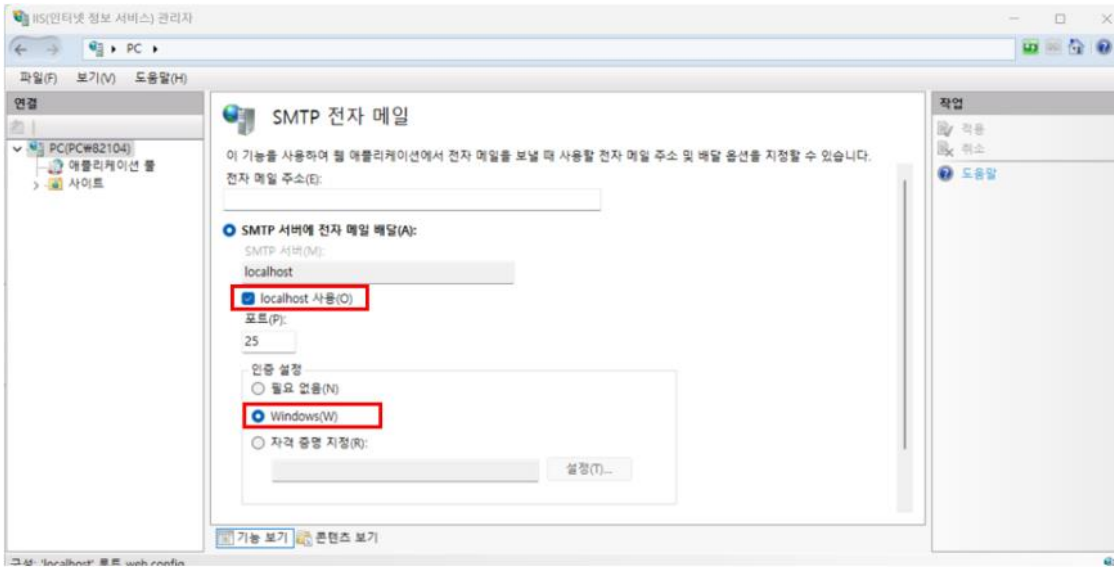 IIS(인터넷 정보 서비스) 관리자
PC
파일(F) 보기(V) 도움말(H)
연결
PC(PC₩82104)
애플리케이션 풀
사이트
SMTP 전자 메일
이 기능을 사용하여 웹 애플리케이션에서 전자 메일을 보낼 때 사용할 전자 메일 주소 및 배달 옵션을 지정할 수 있습니다.
전자 메일 주소(E):
SMTP 서버에 전자 메일 배달(A):
SMTP 서버(M):
localhost
localhost 사용(O)
포트(P):
25
인증 설정
필요 없음(N)
Windows(W)
자격 증명 지정(R):
설정(T)...
기능 보기 콘텐츠 보기
작업
적용
취소
도움말
구성: 'localhost' 루트 web.config